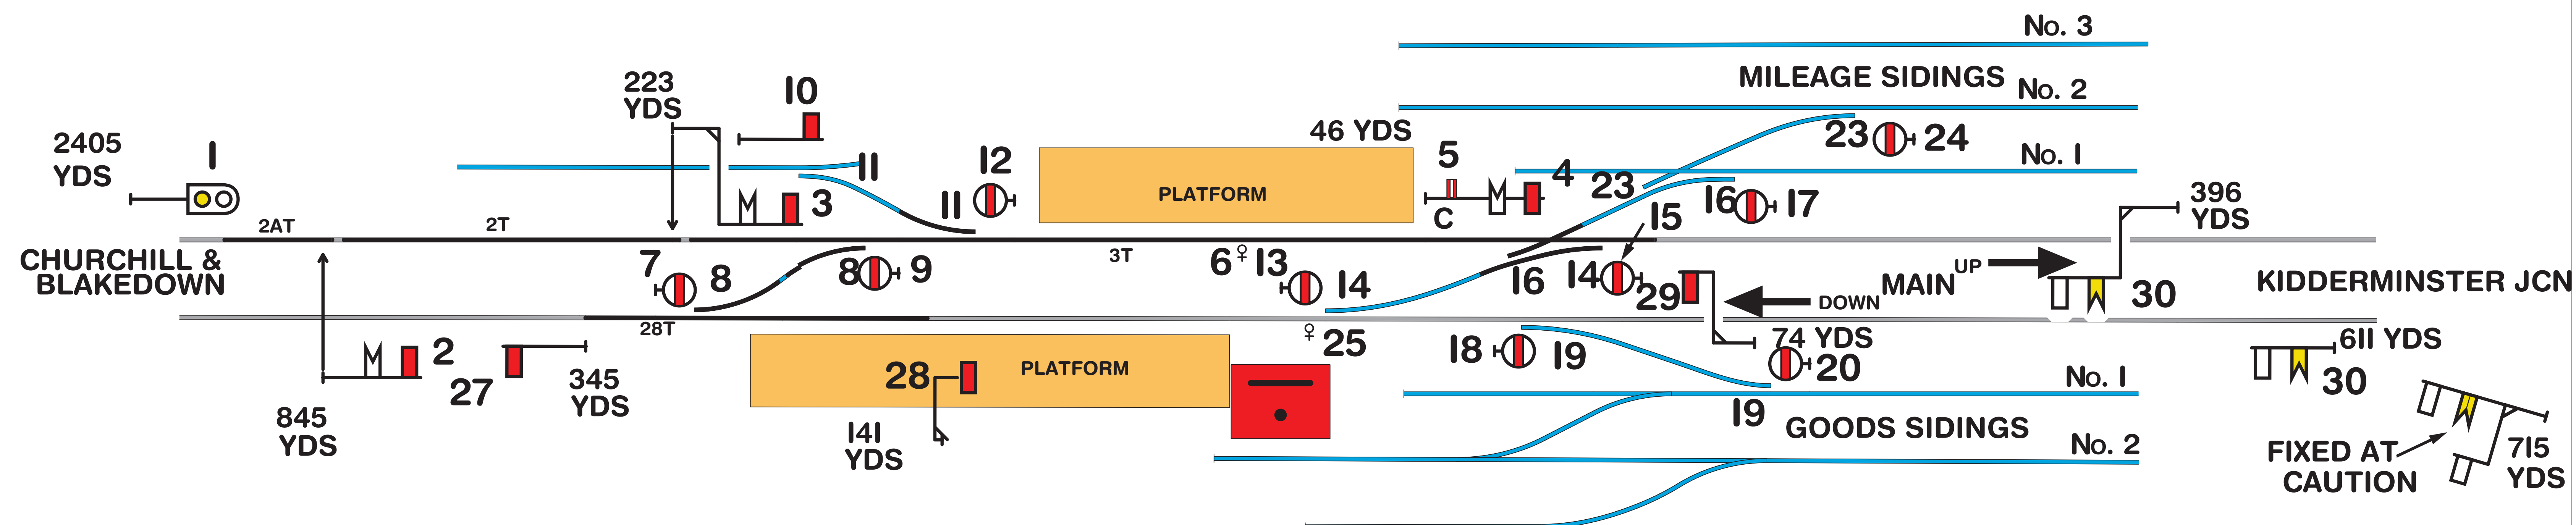 No. 3
MILEAGE SIDINGS
No. 2
No. 1
2405
YDS
1
2AT
2T
CHURCHILL &
BLAKEDOWN
845
YDS
2
27
345
YDS
223
YDS
10
3
11
11
12
7
8
8
9
28T
PLATFORM
46 YDS
3T
6 13
14
5
C
4
23
23
24
16
17
15
16
14
29
DOWN
MAIN
UP
396
YDS
30
KIDDERMINSTER JCN
PLATFORM
28
141
YDS
25
18
19
74 YDS
20
19
No. 1
GOODS SIDINGS
No. 2
611 YDS
30
FIXED AT
CAUTION
715
YDS